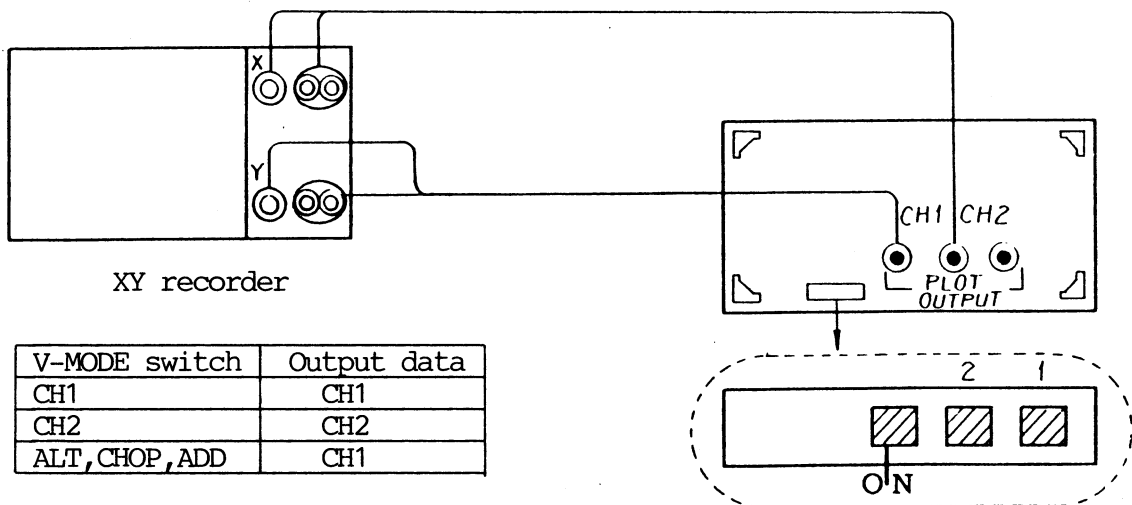 X
Y
XY recorder
CH1 CH2
PLOT
OUTPUT
V-MODE switch Output data
CH1 CH1
CH2 CH2
ALT,CHOP,ADD CH1
2 1
ON